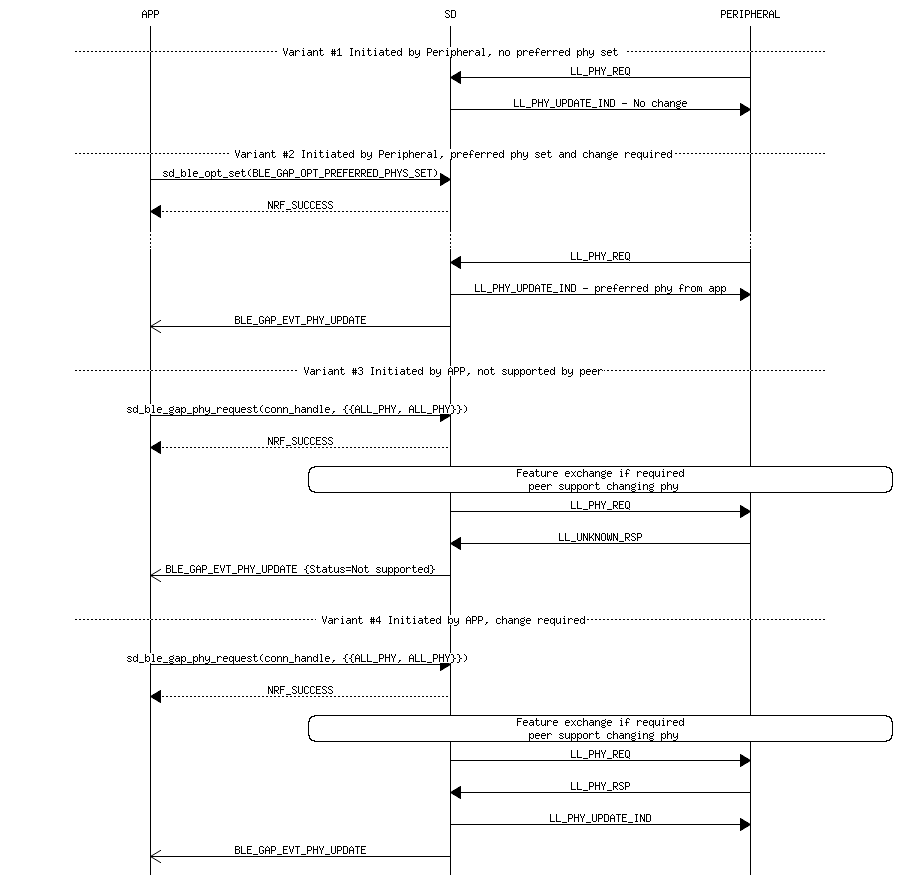 APP SD PERIPHERAL
Variant #1 Initiated by Peripheral, no preferred phy set
LL_PHY_REQ
LL_PHY_UPDATE_IND - No change
Variant #2 Initiated by Peripheral, preferred phy set and change required
sd_ble_opt_set(BLE_GAP_OPT_PREFERRED_PHYS_SET)
NRF_SUCCESS
LL_PHY_REQ
LL_PHY_UPDATE_IND - preferred phy from app
BLE_GAP_EVT_PHY_UPDATE
Variant #3 Initiated by APP, not supported by peer
sd_ble_gap_phy_request(conn_handle, {{ALL_PHY, ALL_PHY}})
NRF_SUCCESS
Feature exchange if required
peer support changing phy
LL_PHY_REQ
LL_UNKNOWN_RSP
BLE_GAP_EVT_PHY_UPDATE {Status=Not supported}
Variant #4 Initiated by APP, change required
sd_ble_gap_phy_request(conn_handle, {{ALL_PHY, ALL_PHY}})
NRF_SUCCESS
Feature exchange if required
peer support changing phy
LL_PHY_REQ
LL_PHY_RSP
LL_PHY_UPDATE_IND
BLE_GAP_EVT_PHY_UPDATE